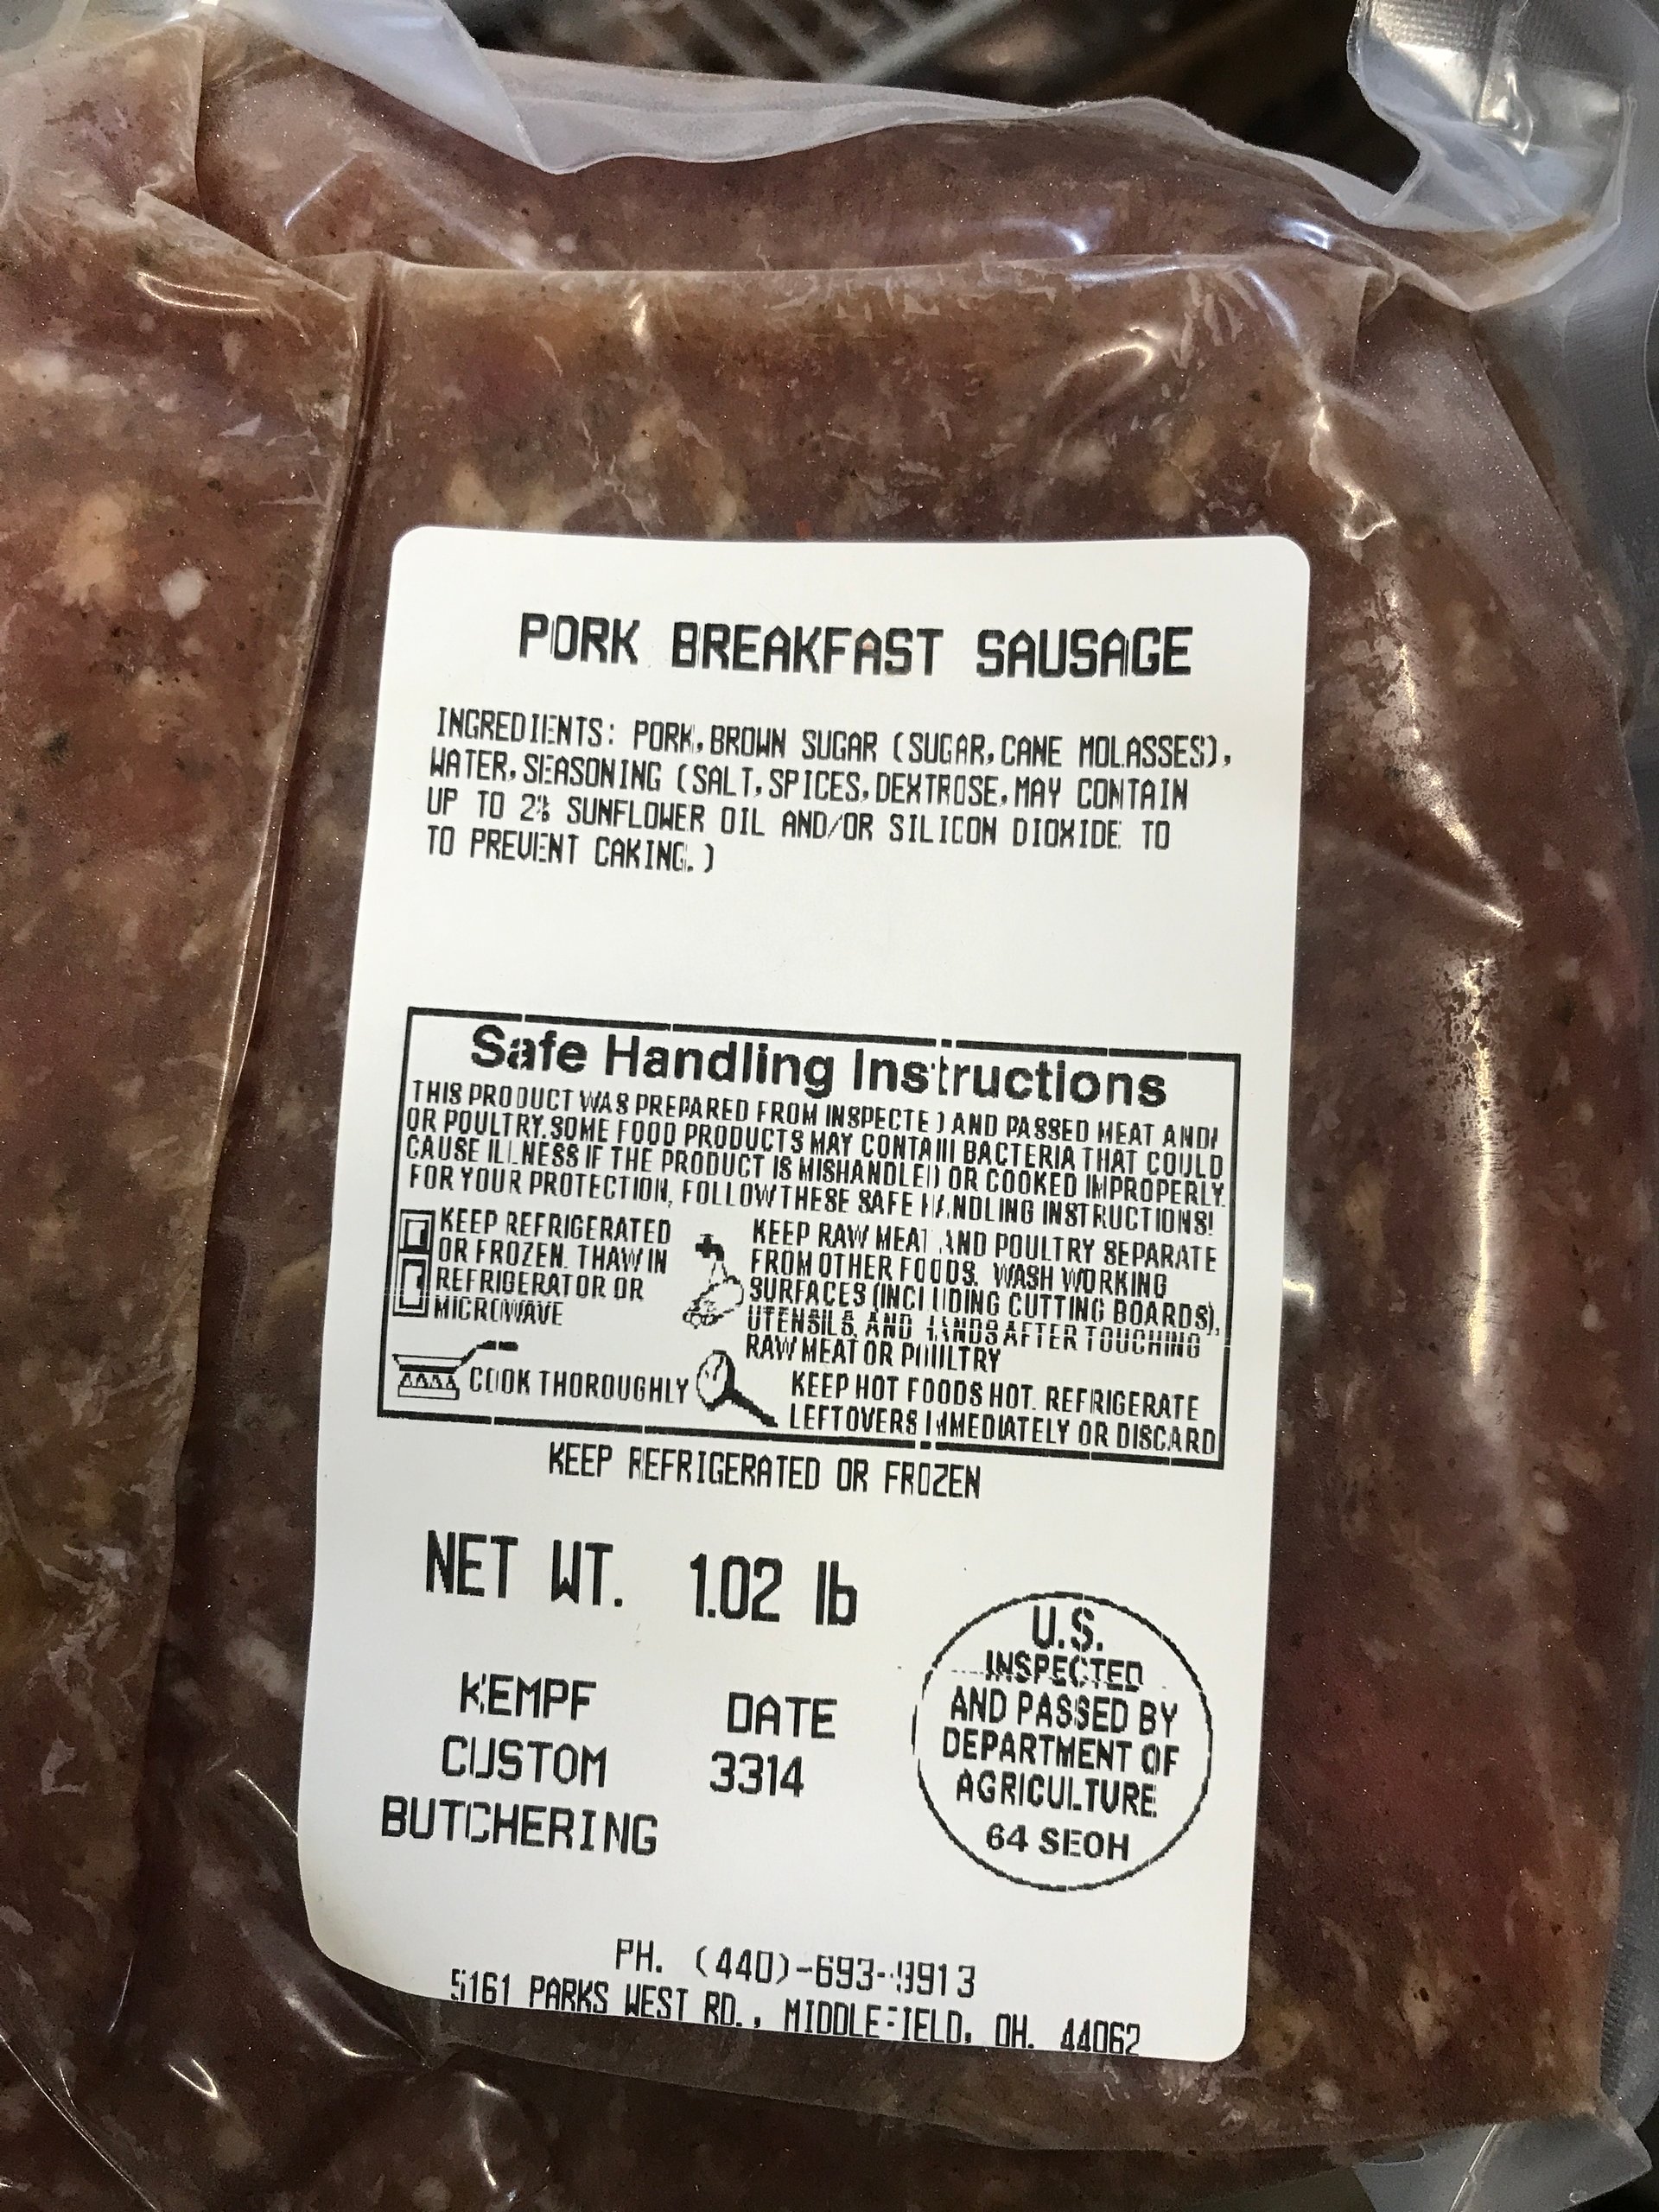 PORK BREAKFAST SAUSAGE
INGREDIENTS: PORK, BROWN SUGAR (SUGAR, CANE MOLASSES),
WATER, SEASONING (SALT, SPICES, DEXTROSE, MAY CONTAIN
UP TO 2% SUNFLOWER OIL AND/OR SILICON DIOXIDE TO
TO PREVENT CAKING.)
Safe Handling Instructions
THIS PRODUCT WAS PREPARED FROM INSPECTED AND PASSED MEAT AND/
OR POULTRY. SOME FOOD PRODUCTS MAY CONTAIN BACTERIA THAT COULD
CAUSE ILLNESS IF THE PRODUCT IS MISHANDLED OR COOKED IMPROPERLY.
FOR YOUR PROTECTION, FOLLOW THESE SAFE HANDLING INSTRUCTIONS!
KEEP REFRIGERATED
OR FROZEN. THAW IN
REFRIGERATOR OR
MICROWAVE
KEEP RAW MEAT AND POULTRY SEPARATE
FROM OTHER FOODS. WASH WORKING
SURFACES (INCLUDING CUTTING BOARDS),
UTENSILS, AND HANDS AFTER TOUCHING
RAW MEAT OR POULTRY
COOK THOROUGHLY
KEEP HOT FOODS HOT. REFRIGERATE
LEFTOVERS IMMEDIATELY OR DISCARD
KEEP REFRIGERATED OR FROZEN
NET WT. 1.02 lb
KEMPF
CUSTOM
BUTCHERING
DATE
3314
U.S.
INSPECTED
AND PASSED BY
DEPARTMENT OF
AGRICULTURE
64 SEOH
PH. (440)-693-
5161 PARKS WEST RD., MIDDLEFIELD, OH. 44062